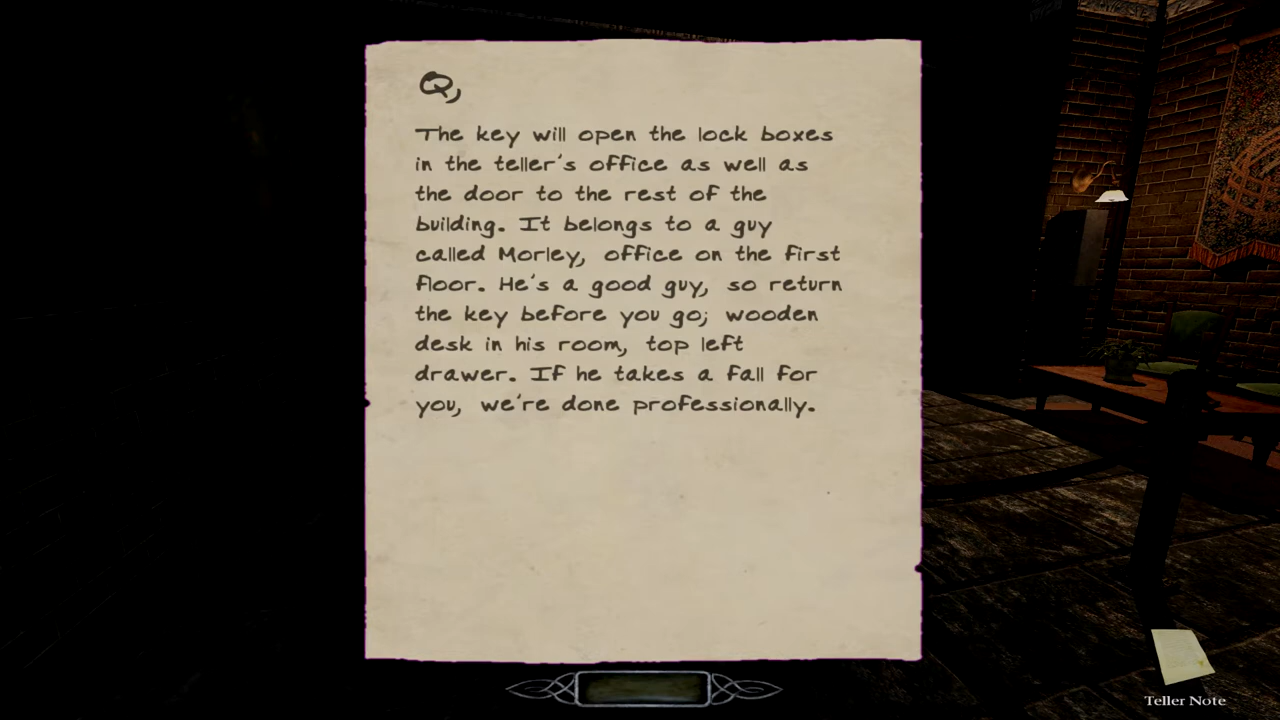 Q,
The key will open the lock boxes
in the teller's office as well as
the door to the rest of the
building. It belongs to a guy
called Morley, office on the first
floor. He's a good guy, so return
the key before you go; wooden
desk in his room, top left
drawer. If he takes a fall for
you, we're done professionally.
Teller Note